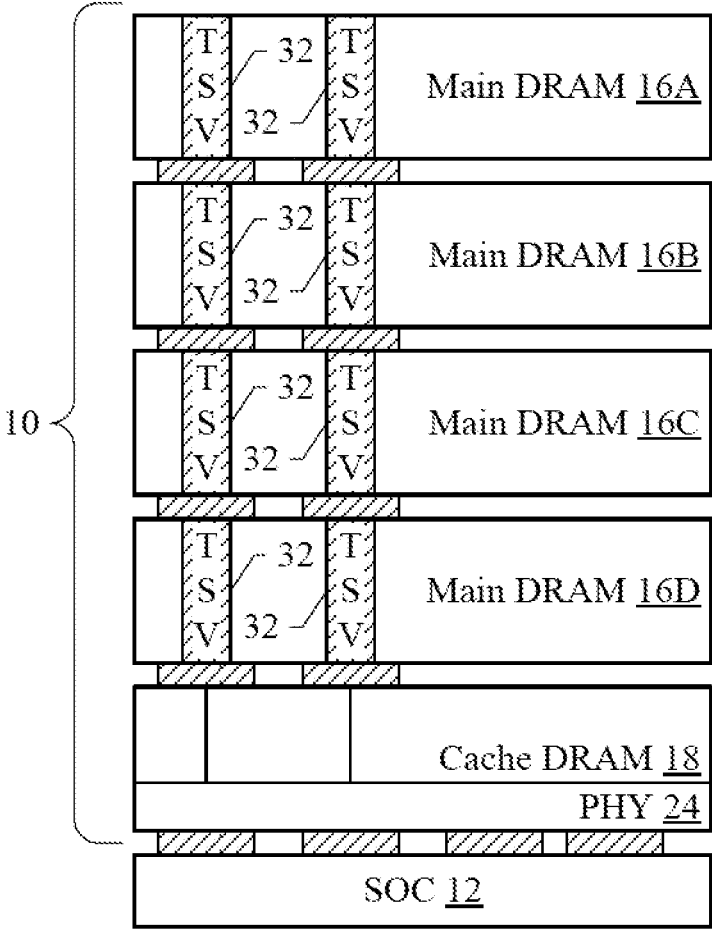 10
T S V 32 32 T S V Main DRAM 16A
T S V 32 32 T S V Main DRAM 16B
T S V 32 32 T S V Main DRAM 16C
T S V 32 32 T S V Main DRAM 16D
Cache DRAM 18
PHY 24
SOC 12